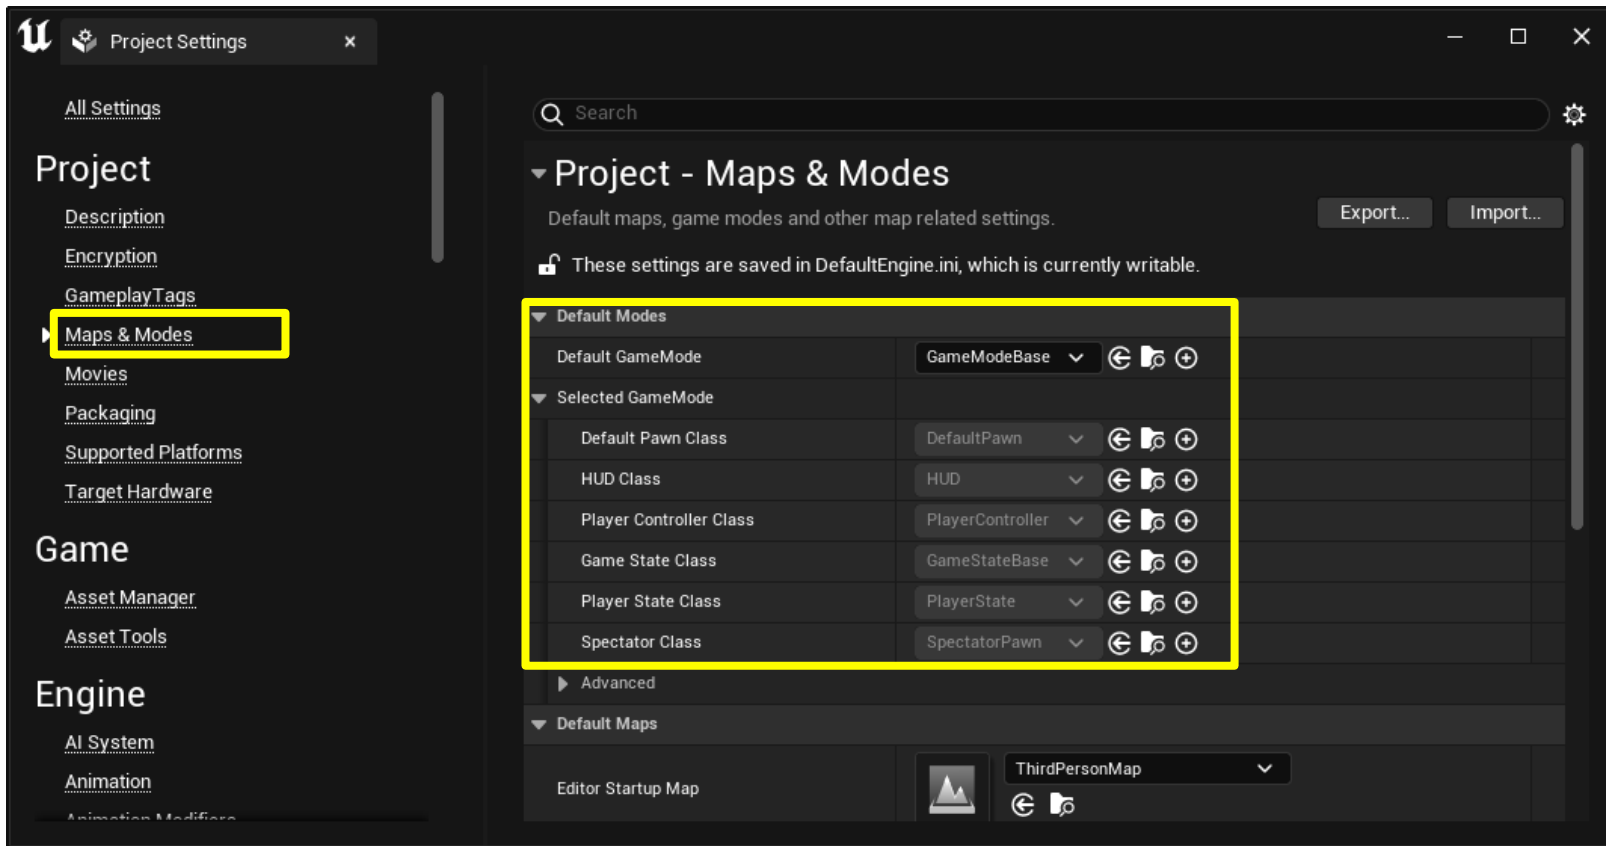 Project Settings
All Settings
Project
Description
Encryption
GameplayTags
Maps & Modes
Movies
Packaging
Supported Platforms
Target Hardware
Game
Asset Manager
Asset Tools
Engine
AI System
Animation
Animation Modifiers
Search
Project - Maps & Modes
Default maps, game modes and other map related settings.
Export...
Import...
These settings are saved in DefaultEngine.ini, which is currently writable.
Default Modes
Default GameMode GameModeBase
Selected GameMode
Default Pawn Class DefaultPawn
HUD Class HUD
Player Controller Class PlayerController
Game State Class GameStateBase
Player State Class PlayerState
Spectator Class SpectatorPawn
Advanced
Default Maps
Editor Startup Map ThirdPersonMap